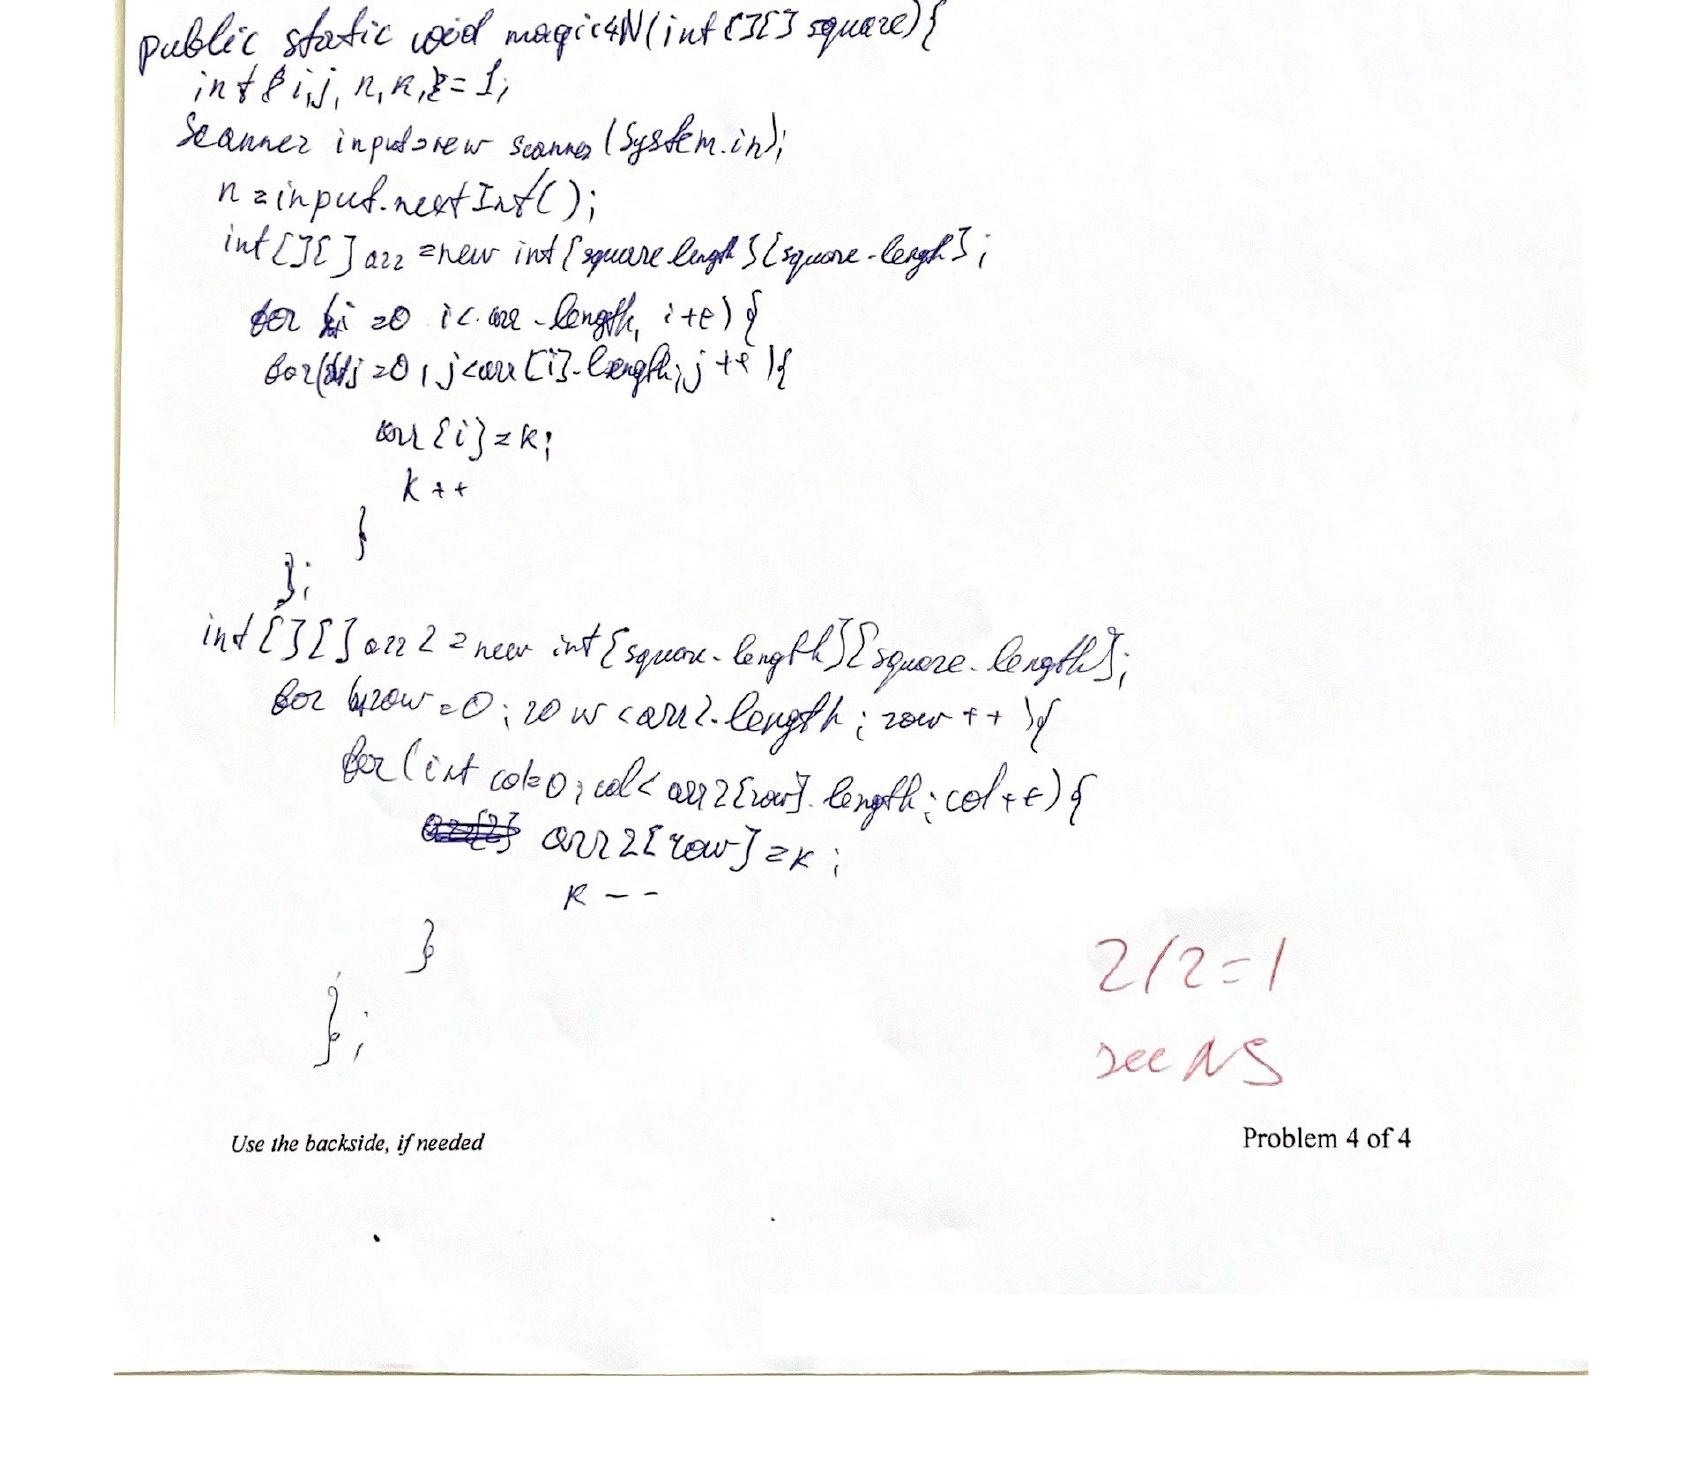 public static void magic4N(int[][] square){
int i,j, n, k, = 1;
Scanner input=new scanner (System.in);
n =input.nextInt();
int[][] arr =new int[square length][square.lengh];
for i =0 i< arr.length, i++){
for( j =0, j<arr[i].length;j ++){
arr[i]=k;
k++
}
};
int[][] arr2 =new int[square.length][square.length];
for row=0; row <arr2.length; row ++ ){
for(int col=0; col< arr2[row].length; col++){
arr2[row]=k;
k--
}
};
2/2=1
see NS
Use the backside, if needed
Problem 4 of 4